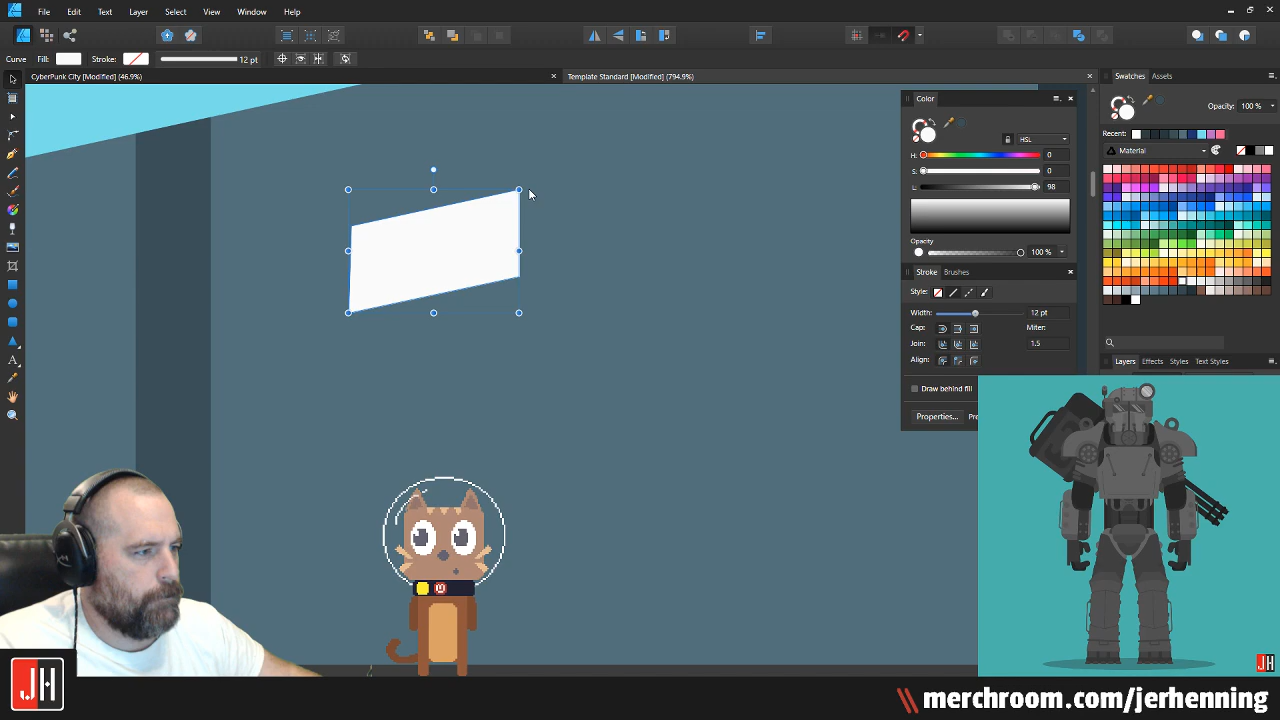 File Edit Text Layer Select View Window Help
Curve Fill: Stroke: 12 pt
CyberPunk City [Modified] (46.9%) × Template Standard [Modified] (794.9%) ×
Color
HSL
H: 0
S: 0
L: 98
Opacity
100 %
Stroke Brushes
Style:
Width: 12 pt
Cap: Miter:
Join: 1.5
Align:
Draw behind fill
Properties...
Swatches Assets
Opacity: 100 %
Recent:
Material
Layers Effects Styles Text Styles
JH
JH
\\ merchroom.com/jerhenning